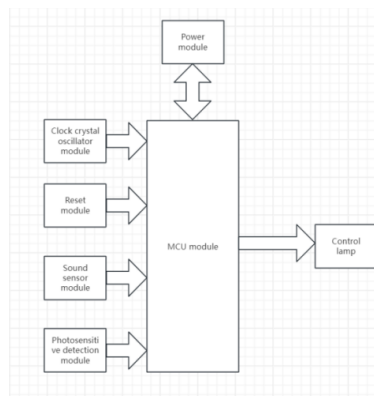 Power
module
Clock crystal
oscillator
module
Reset
module
MCU module
Control
lamp
Sound
sensor
module
Photosensiti
ve detection
module